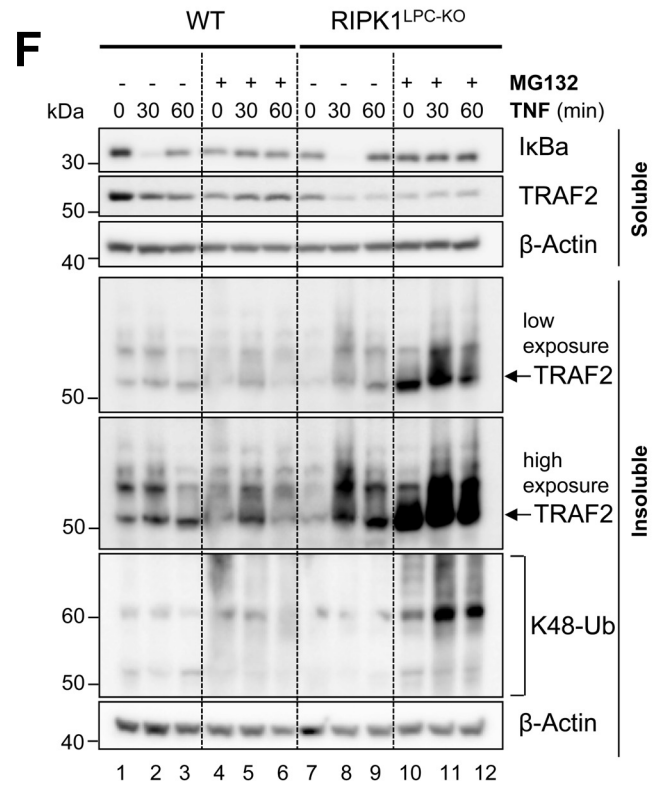 F
WT RIPK1LPC-KO
- - - + + + - - - + + + MG132
kDa 0 30 60 0 30 60 0 30 60 0 30 60 TNF (min)
30 IκBa
50 TRAF2
40 β-Actin
Soluble
low
exposure
TRAF2
50
high
exposure
TRAF2
50
60
K48-Ub
50
40 β-Actin
Insoluble
1 2 3 4 5 6 7 8 9 10 11 12